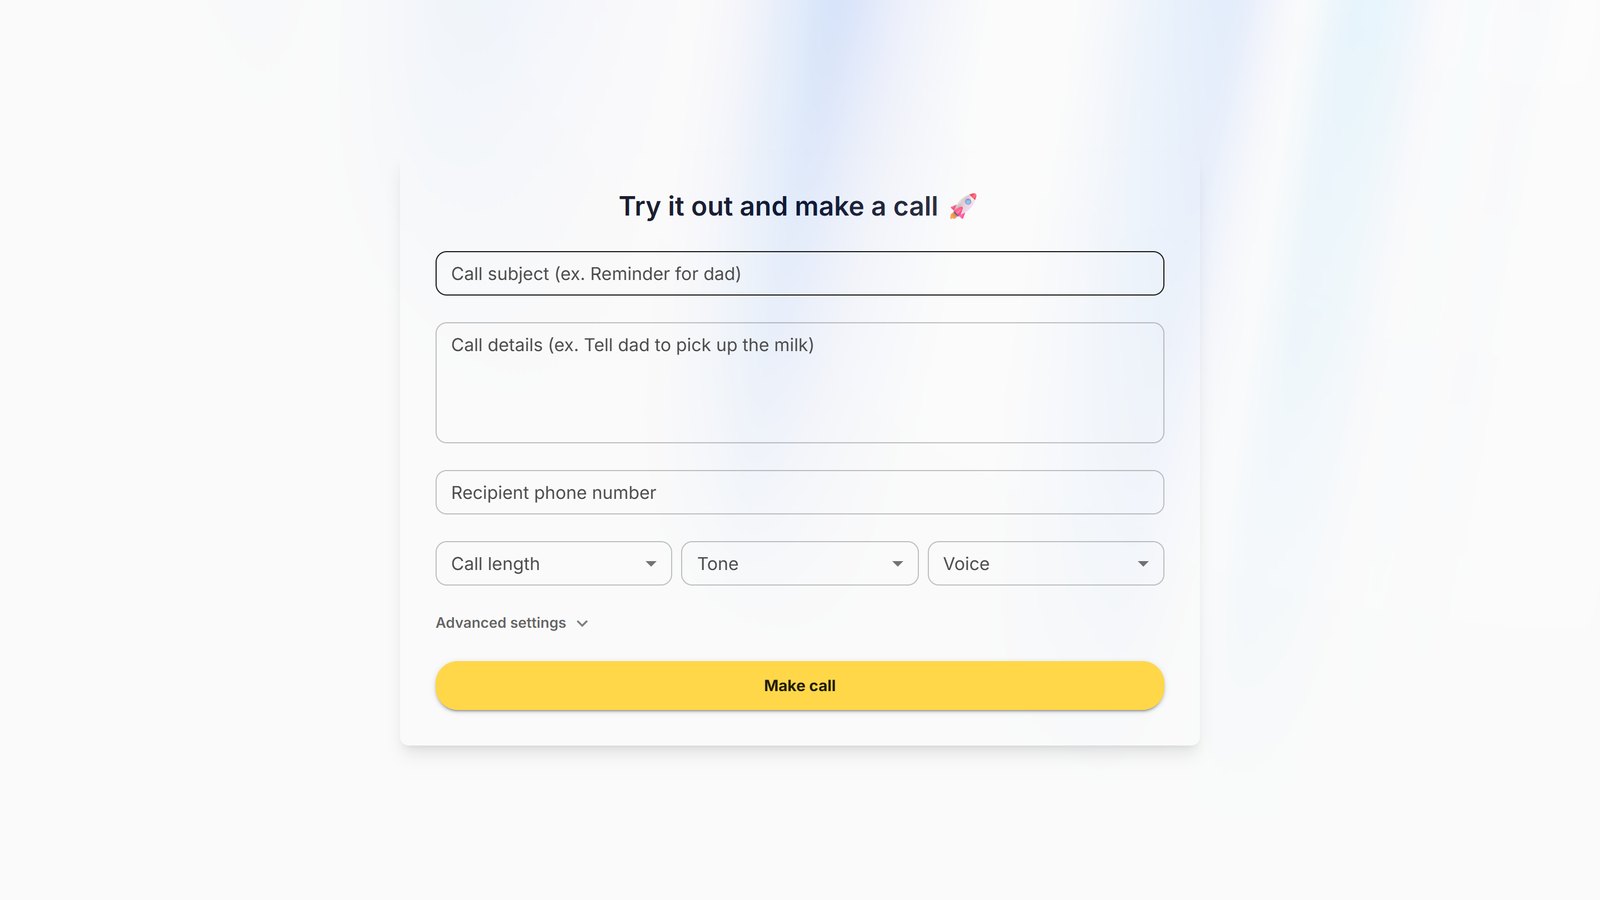 Try it out and make a call 🚀
Call subject (ex. Reminder for dad)
Call details (ex. Tell dad to pick up the milk)
Recipient phone number
Call length
Tone
Voice
Advanced settings
Make call